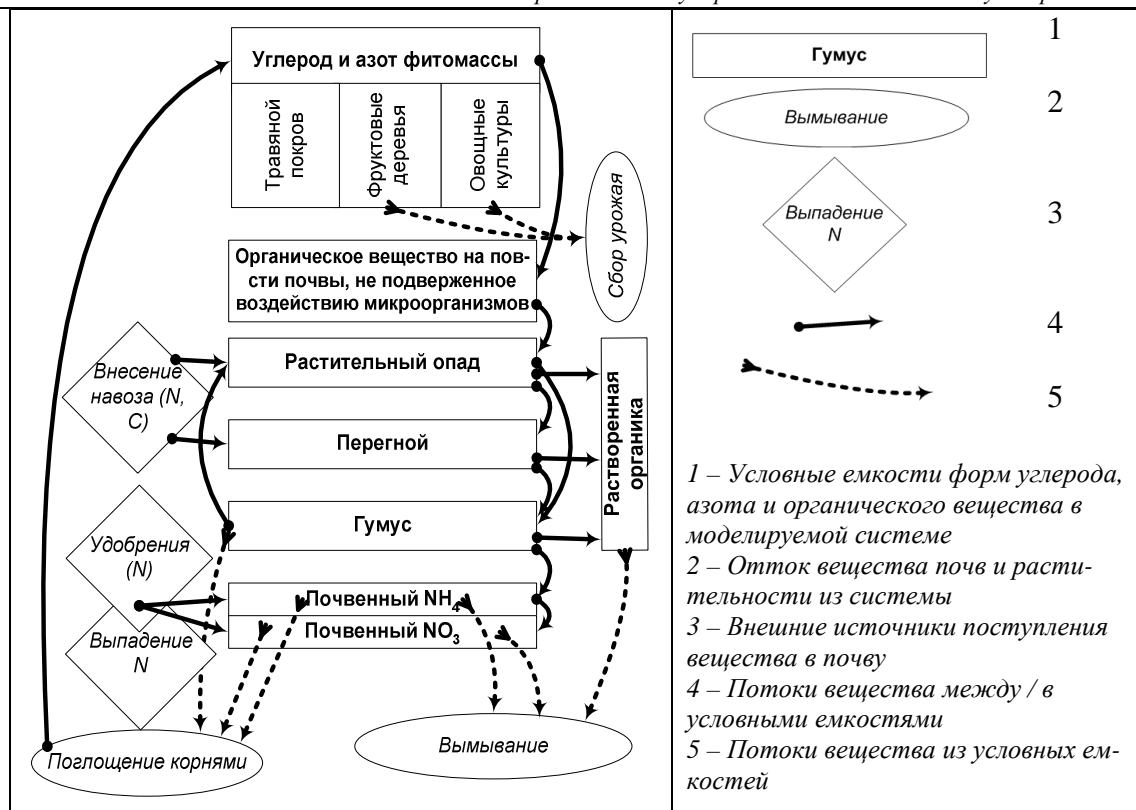 Углерод и азот фитомассы
Травяной
покров
Фруктовые
деревья
Овощные
культуры
Сбор урожая
Органическое вещество на пов-
сти почвы, не подверженное
воздействию микроорганизмов
Внесение
навоза (N,
C)
Растительный опад
Перегной
Гумус
Растворенная
органика
Удобрения
(N)
Выпадение
N
Почвенный NH4
Почвенный NO3
Поглощение корнями
Вымывание
Гумус
1
Вымывание
2
Выпадение
N
3
4
5
1 – Условные емкости форм углерода,
азота и органического вещества в
моделируемой системе
2 – Отток вещества почв и расти-
тельности из системы
3 – Внешние источники поступления
вещества в почву
4 – Потоки вещества между / в
условными емкостями
5 – Потоки вещества из условных ем-
костей